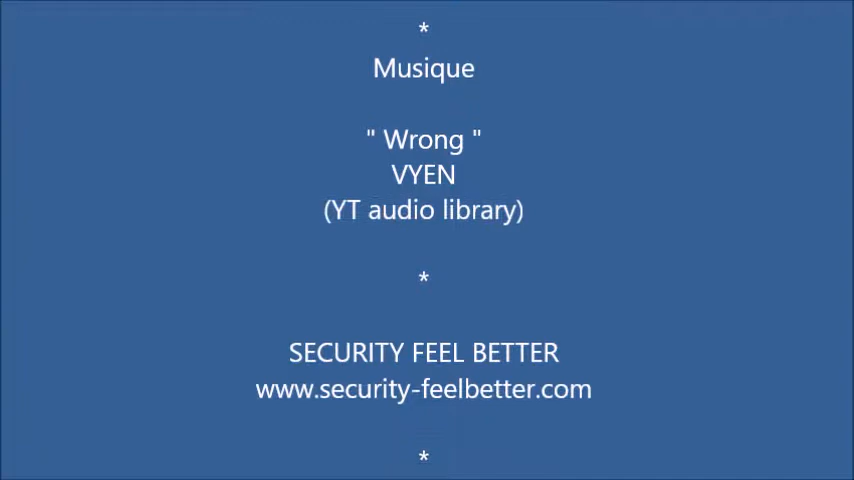 *
Musique
" Wrong "
VYEN
(YT audio library)
*
SECURITY FEEL BETTER
www.security-feelbetter.com
*